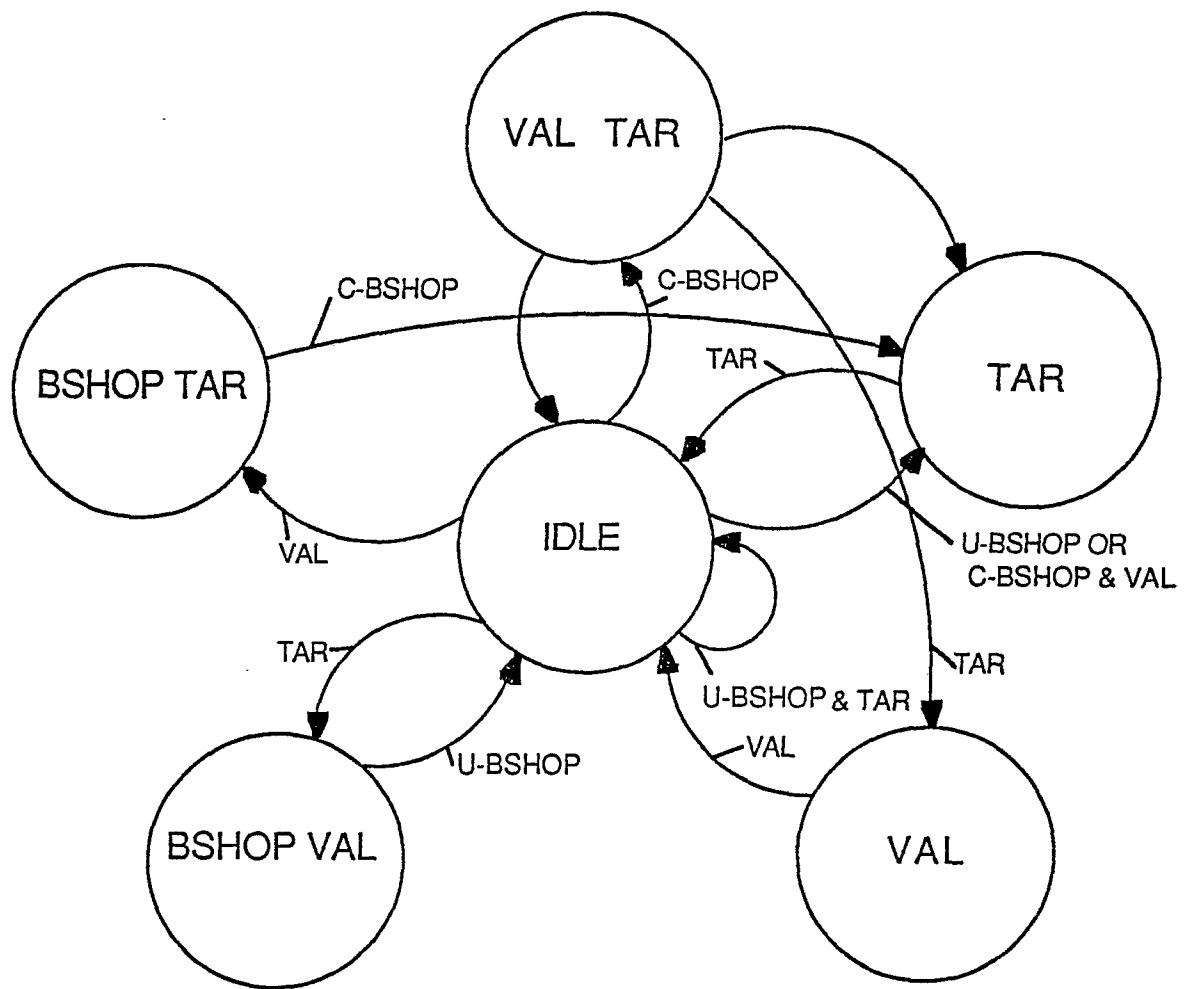 VAL TAR
C-BSHOP
C-BSHOP
TAR
BSHOP TAR
TAR
IDLE
VAL
U-BSHOP OR
C-BSHOP & VAL
TAR
TAR
U-BSHOP & TAR
VAL
U-BSHOP
BSHOP VAL
VAL